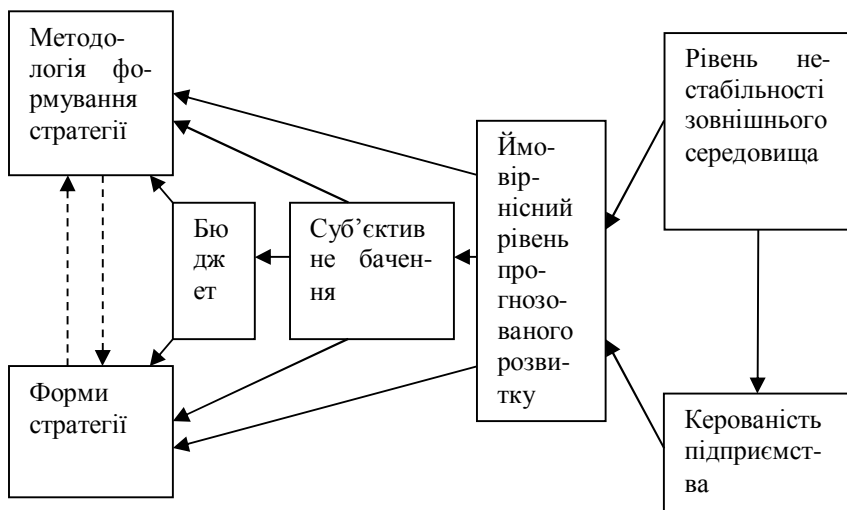 Методо-
логія фо-
рмування
стратегії
Рівень не-
стабільності
зовнішнього
середовища
Ймо-
вір-
нісний
рівень
про-
гнозо-
ваного
розви-
тку
Бю
дж
ет
Суб’єктив
не бачен-
ня
Форми
стратегії
Керованість
підприємст-
ва